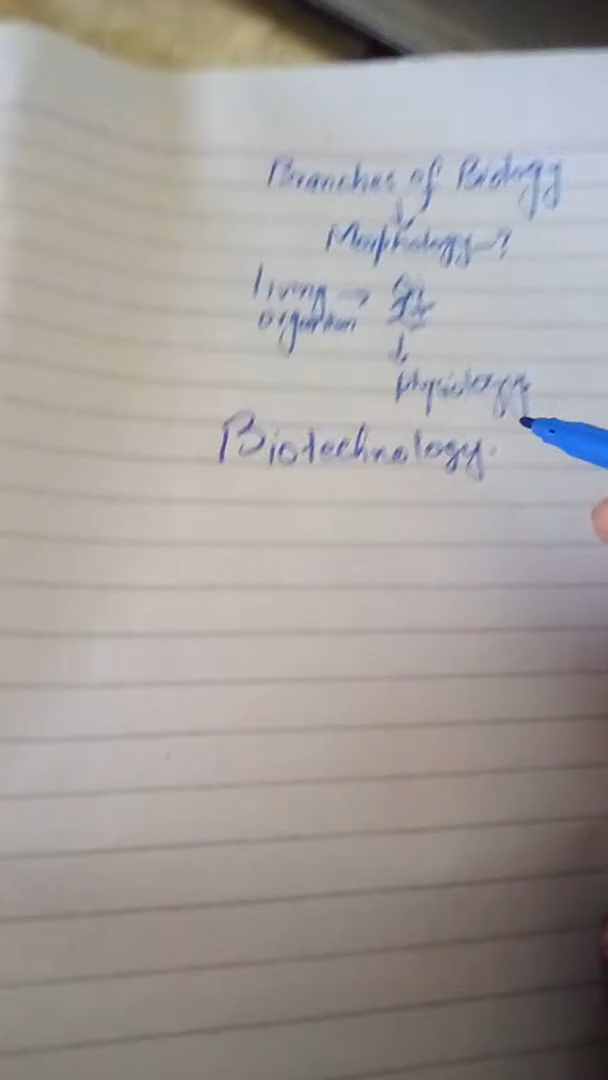 Branches of Biology
↓
Morphology - ?
living →
organism
↓
physiology
Biotechnology.